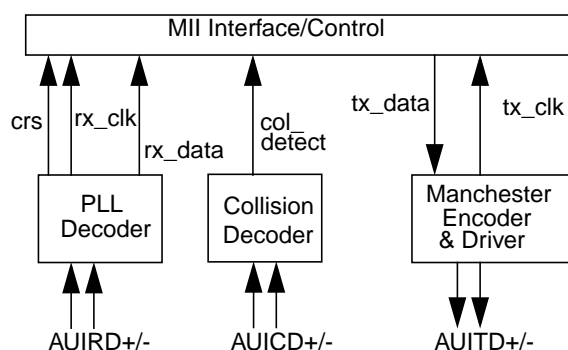 MII Interface/Control
crs
rx_clk
rx_data
col_
detect
tx_data
tx_clk
PLL
Decoder
Collision
Decoder
Manchester
Encoder
& Driver
AUIRD+/-
AUICD+/-
AUITD+/-